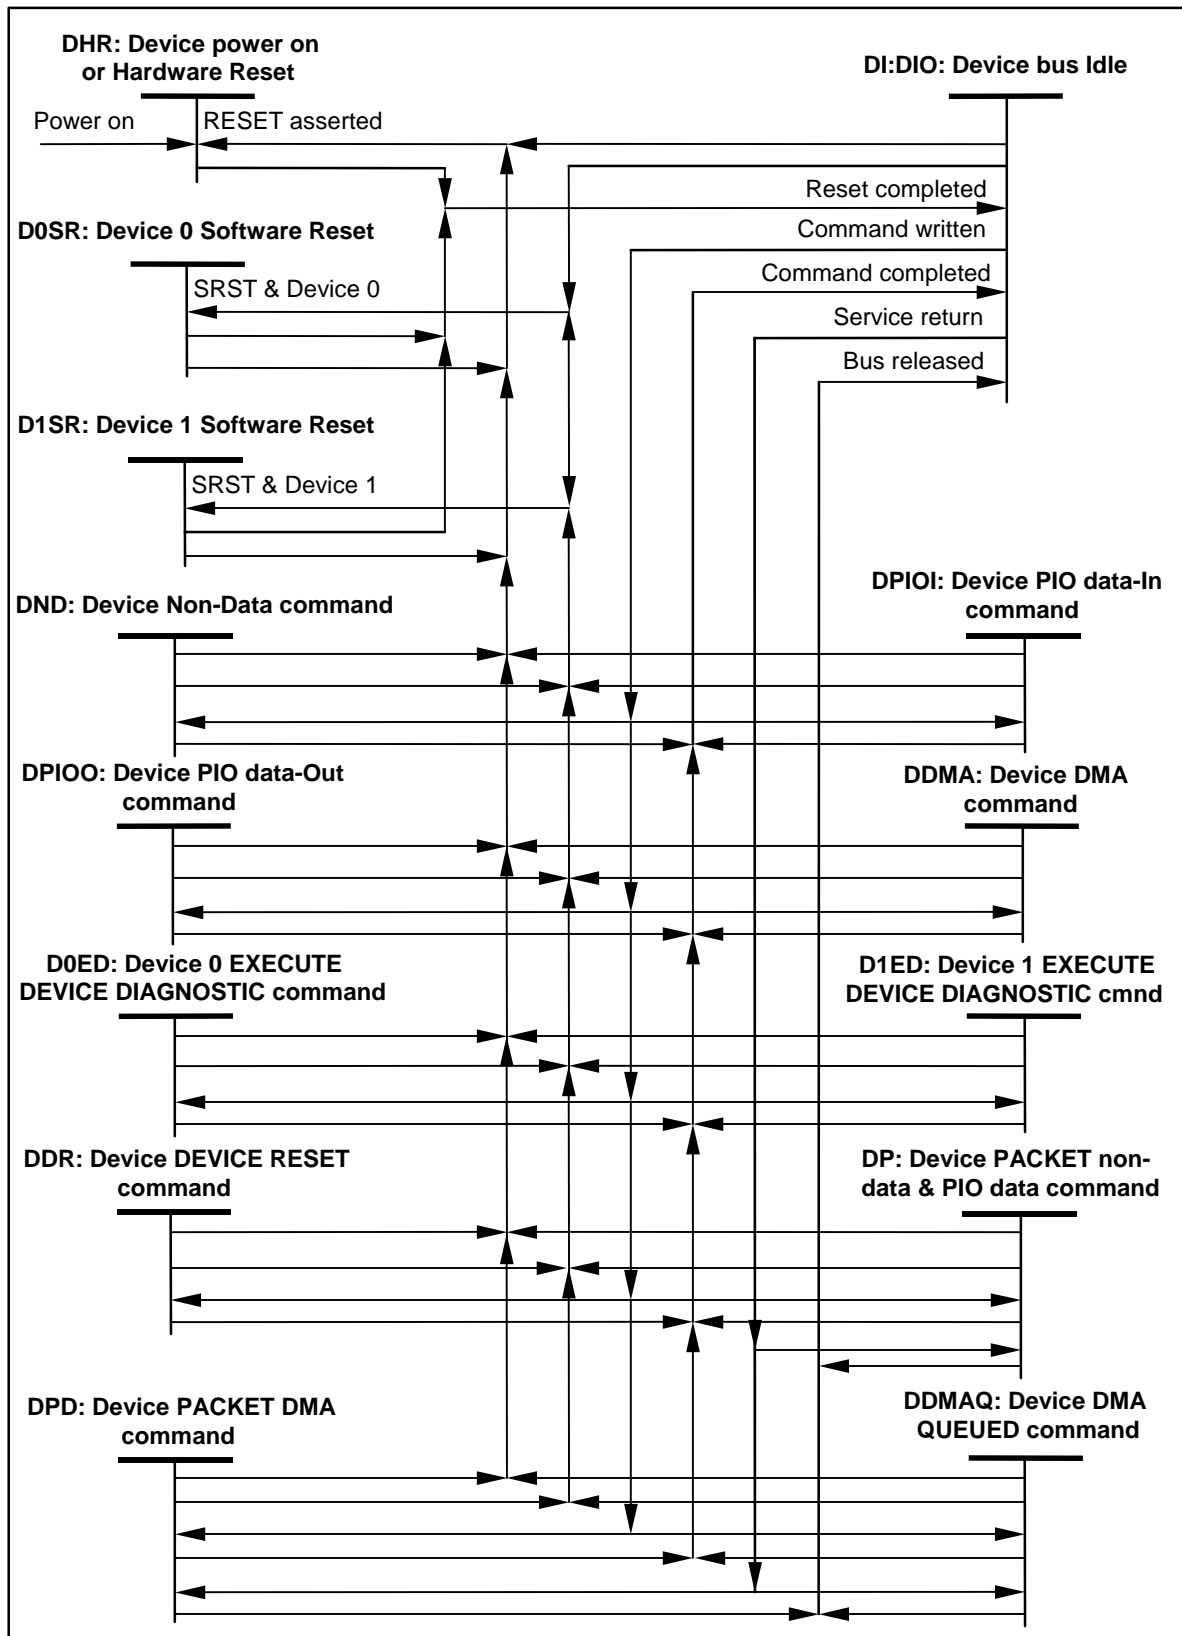 DHR: Device power on
or Hardware Reset
DI:DIO: Device bus Idle
Power on
RESET asserted
Reset completed
D0SR: Device 0 Software Reset
Command written
SRST & Device 0
Command completed
Service return
Bus released
D1SR: Device 1 Software Reset
SRST & Device 1
DND: Device Non-Data command
DPIOI: Device PIO data-In
command
DPIOO: Device PIO data-Out
command
DDMA: Device DMA
command
D0ED: Device 0 EXECUTE
DEVICE DIAGNOSTIC command
D1ED: Device 1 EXECUTE
DEVICE DIAGNOSTIC cmnd
DDR: Device DEVICE RESET
command
DP: Device PACKET non-
data & PIO data command
DPD: Device PACKET DMA
command
DDMAQ: Device DMA
QUEUED command